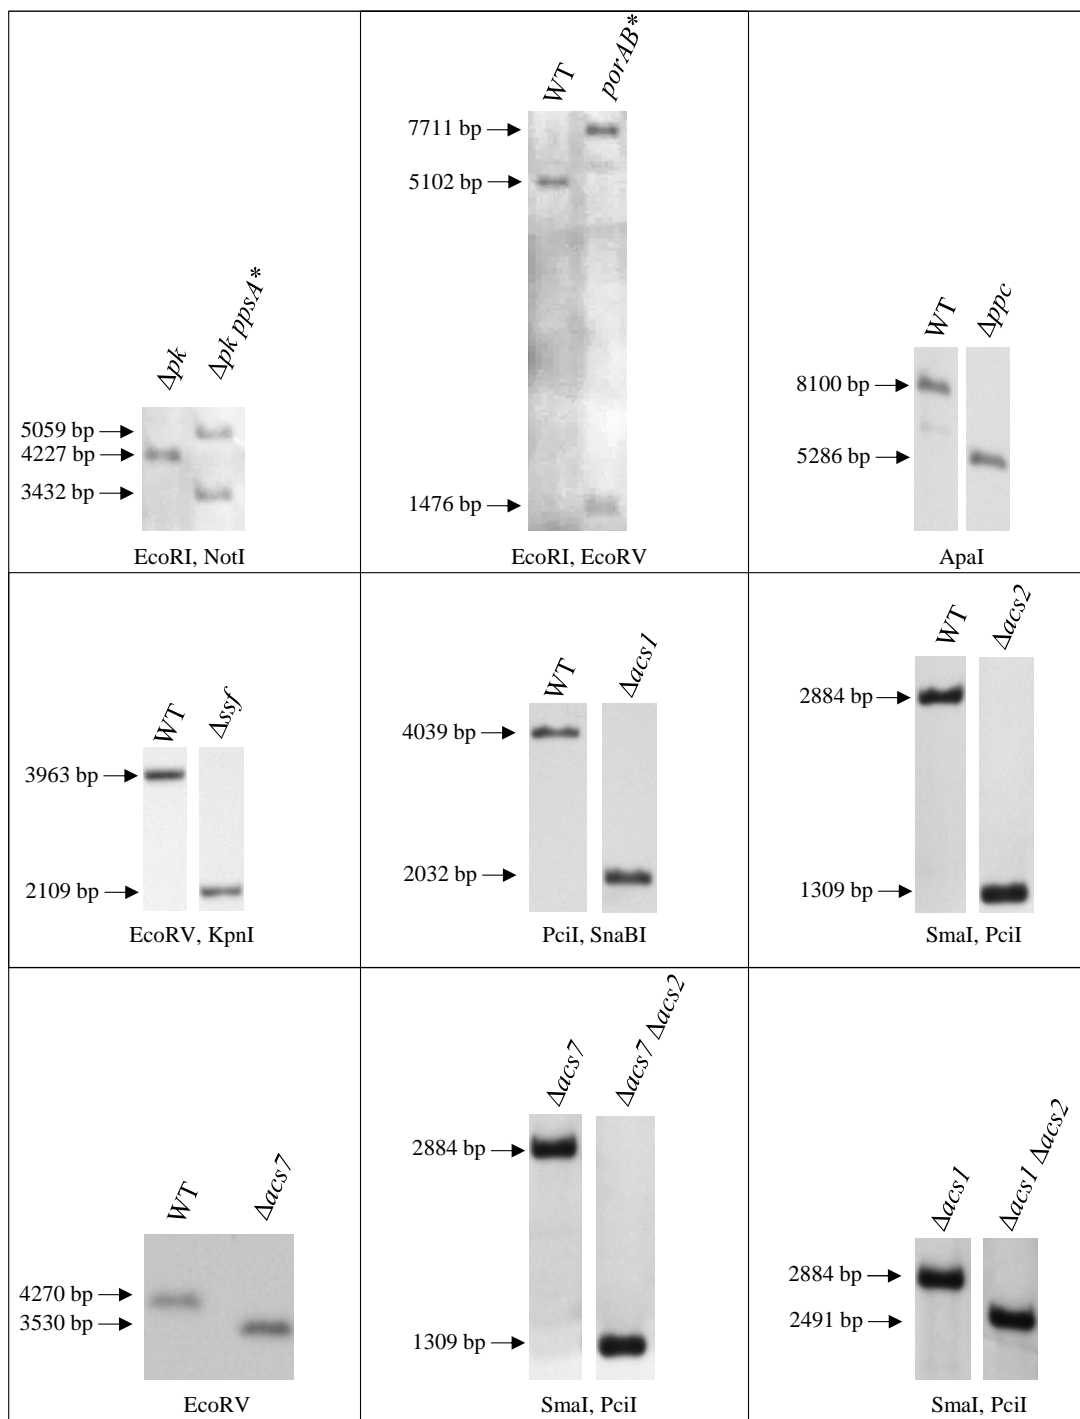 Δpk
Δpk ppsA*
5059 bp
4227 bp
3432 bp
EcoRI, NotI
WT
porAB*
7711 bp
5102 bp
1476 bp
EcoRI, EcoRV
WT
Δppc
8100 bp
5286 bp
ApaI
WT
Δssf
3963 bp
2109 bp
EcoRV, KpnI
WT
Δacs1
4039 bp
2032 bp
PciI, SnaBI
WT
Δacs2
2884 bp
1309 bp
SmaI, PciI
WT
Δacs7
4270 bp
3530 bp
EcoRV
Δacs7
Δacs7 Δacs2
2884 bp
1309 bp
SmaI, PciI
Δacs1
Δacs1 Δacs2
2884 bp
2491 bp
SmaI, PciI